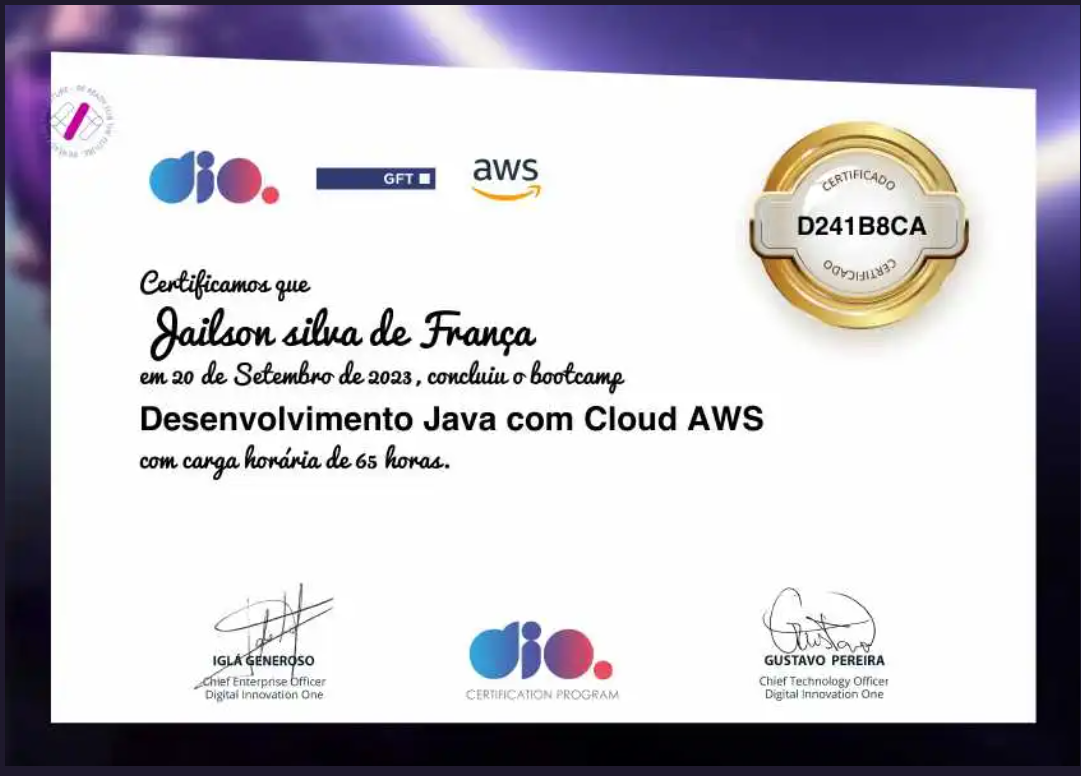 dio.
GFT
aws
CERTIFICADO
D241B8CA
CERTIFICADO
Certificamos que
Jailson silva de França
em 20 de Setembro de 2023, concluiu o bootcamp
Desenvolvimento Java com Cloud AWS
com carga horária de 65 horas.
IGLÁ GENEROSO
Chief Enterprise Officer
Digital Innovation One
dio.
CERTIFICATION PROGRAM
Gustavo
GUSTAVO PEREIRA
Chief Technology Officer
Digital Innovation One